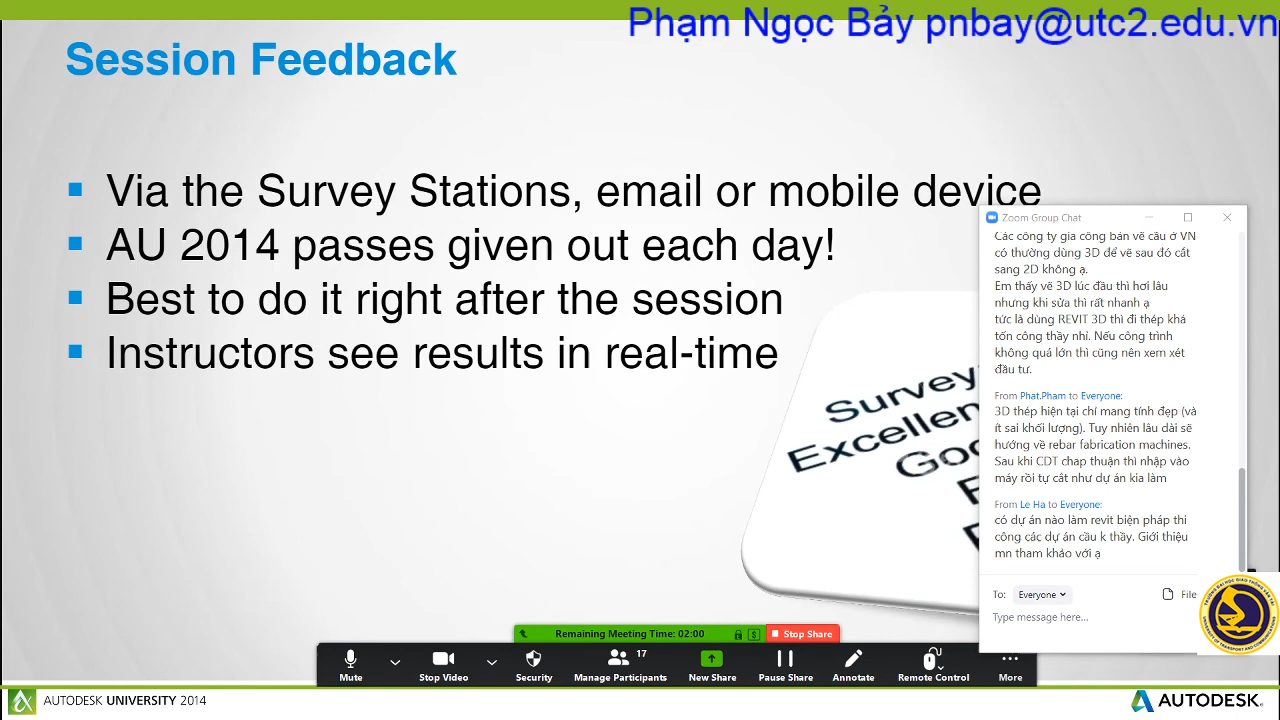 Phạm Ngọc Bảy pnbay@utc2.edu.vn
Session Feedback
Via the Survey Stations, email or mobile device
AU 2014 passes given out each day!
Best to do it right after the session
Instructors see results in real-time
Survey
Excellen
Goo
Zoom Group Chat
Các công ty gia công bản vẽ cầu ở VN
có thường dùng 3D để vẽ sau đó cắt
sang 2D không ạ.
Em thấy vẽ 3D lúc đầu thì hơi lâu
nhưng khi sửa thì rất nhanh ạ
tức là dùng REVIT 3D thì đi thép khá
tốn công thầy nhỉ. Nếu công trình
không quá lớn thì cũng nên xem xét
đầu tư.
From Phat.Pham to Everyone:
3D thép hiện tại chỉ mang tính đẹp (và
ít sai khối lượng). Tuy nhiên lâu dài sẽ
hướng về rebar fabrication machines.
Sau khi CDT chap thuận thì nhập vào
máy rồi tự cắt như dự án kia làm
From Le Ha to Everyone:
có dự án nào làm revit biện pháp thi
công các dự án cầu k thầy. Giới thiệu
mn tham khảo với ạ
To: Everyone File
Type message here...
Remaining Meeting Time: 02:00 Stop Share
17
Mute Stop Video Security Manage Participants New Share Pause Share Annotate Remote Control More
AUTODESK UNIVERSITY 2014
AUTODESK.